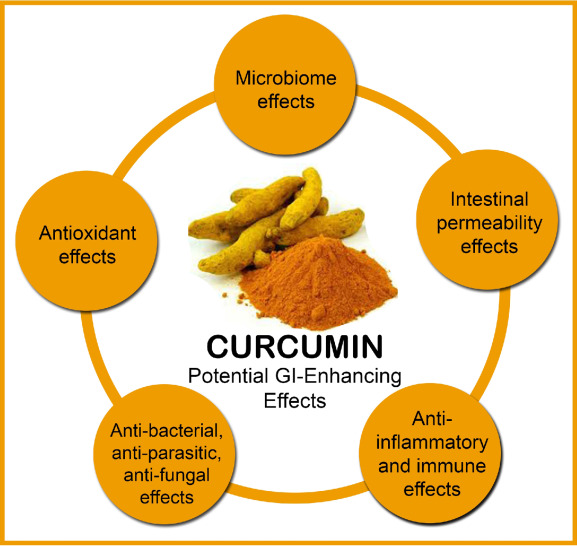 Microbiome
effects
Intestinal
permeability
effects
Anti-
inflammatory
and immune
effects
Anti-bacterial,
anti-parasitic,
anti-fungal
effects
Antioxidant
effects
CURCUMIN
Potential GI-Enhancing
Effects